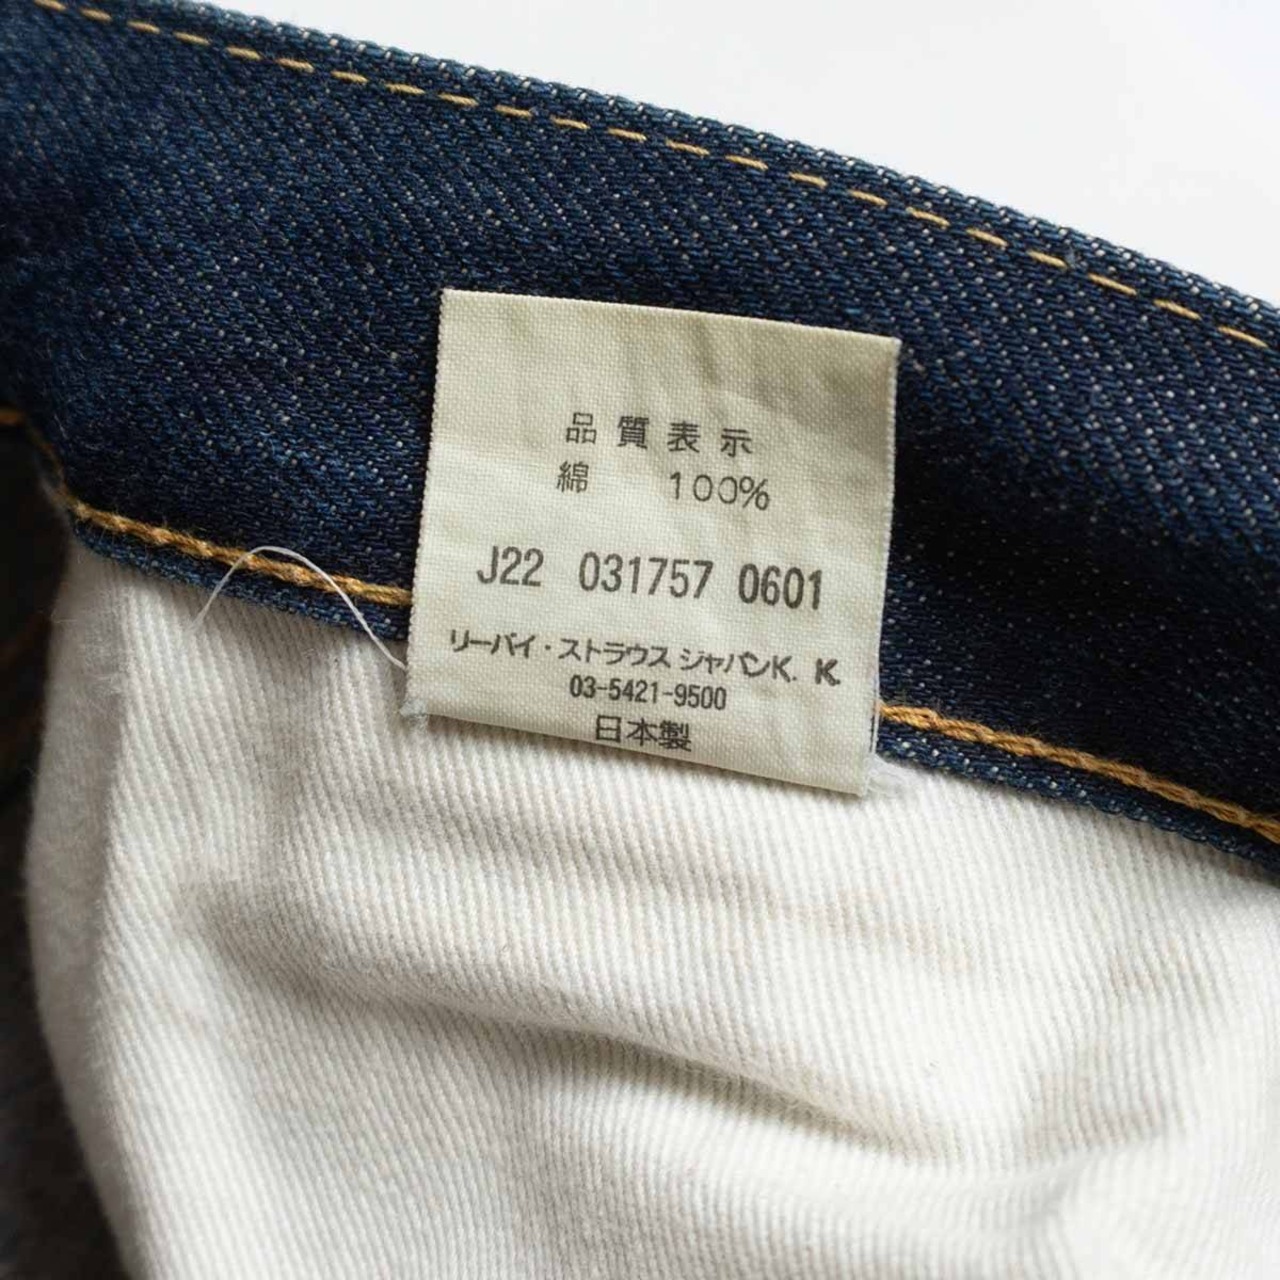 品質表示
綿 100%
J22 031757 0601
リーバイ・ストラウス ジャパンK. K.
03-5421-9500
日本製